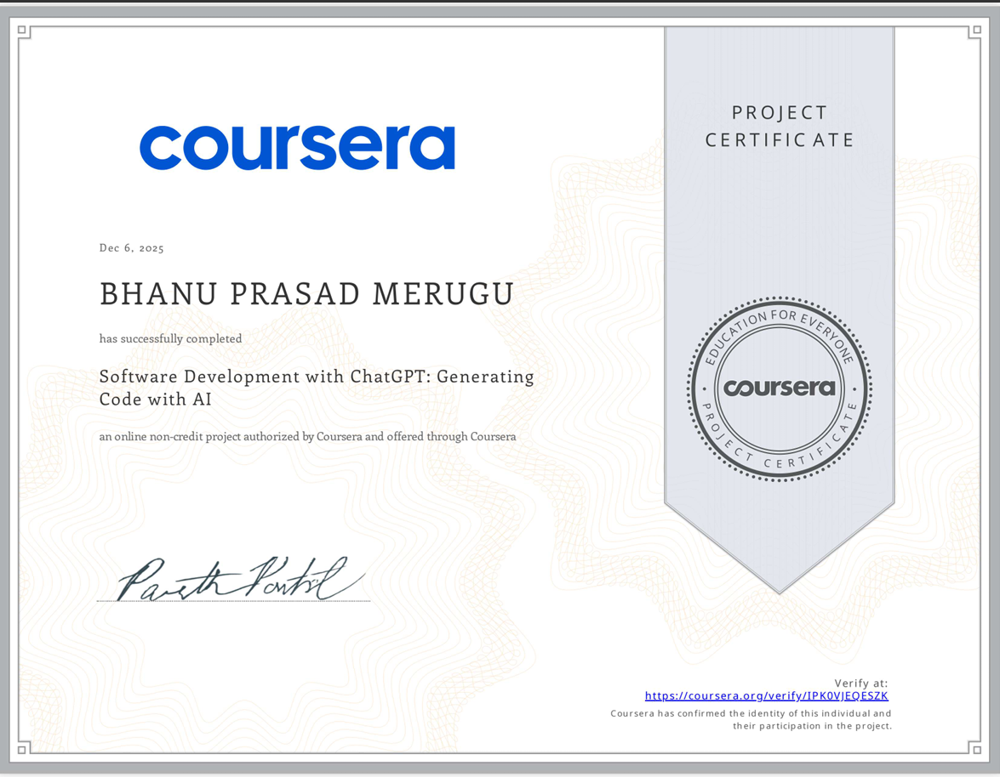 coursera
PROJECT
CERTIFICATE
Dec 6, 2025
BHANU PRASAD MERUGU
has successfully completed
Software Development with ChatGPT: Generating
Code with AI
an online non-credit project authorized by Coursera and offered through Coursera
EDUCATION FOR EVERYONE
coursera
PROJECT CERTIFICATE
Verify at:
https://coursera.org/verify/IPK0VJEQESZK
Coursera has confirmed the identity of this individual and
their participation in the project.